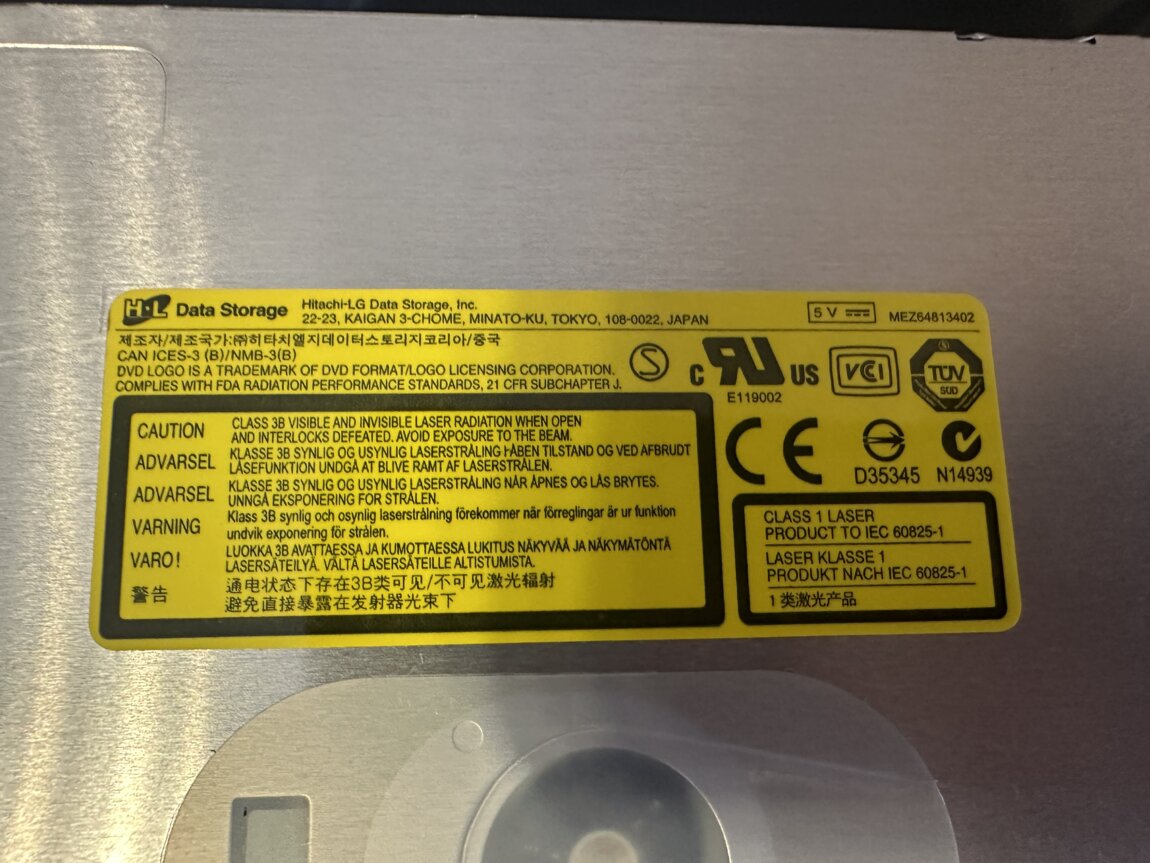 H·L Data Storage
Hitachi-LG Data Storage, Inc.
22-23, KAIGAN 3-CHOME, MINATO-KU, TOKYO, 108-0022, JAPAN
5 V
MEZ64813402
제조자/제조국가:㈜히타치엘지데이터스토리지코리아/중국
CAN ICES-3 (B)/NMB-3(B)
DVD LOGO IS A TRADEMARK OF DVD FORMAT/LOGO LICENSING CORPORATION.
COMPLIES WITH FDA RADIATION PERFORMANCE STANDARDS, 21 CFR SUBCHAPTER J.
S
c RU US
E119002
VCI
TÜV
SÜD
CE
D35345
N14939
CAUTION
CLASS 3B VISIBLE AND INVISIBLE LASER RADIATION WHEN OPEN
AND INTERLOCKS DEFEATED. AVOID EXPOSURE TO THE BEAM.
ADVARSEL
KLASSE 3B SYNLIG OG USYNLIG LASERSTRÅLING HÅBEN TILSTAND OG VED AFBRUDT
LÅSEFUNKTION UNDGÅ AT BLIVE RAMT AF LASERSTRÅLEN.
ADVARSEL
KLASSE 3B SYNLIG OG USYNLIG LASERSTRÅLING NÅR ÅPNES OG LÅS BRYTES.
UNNGÅ EKSPONERING FOR STRÅLEN.
VARNING
Klass 3B synlig och osynlig laserstrålning förekommer när förreglingar är ur funktion
undvik exponering för strålen.
VARO!
LUOKKA 3B AVATTAESSA JA KUMOTTAESSA LUKITUS NÄKYVÄÄ JA NÄKYMÄTÖNTÄ
LASERSÄTEILYÄ. VÄLTÄ LASERSÄTEILLE ALTISTUMISTA.
警告
通电状态下存在3B类可见/不可见激光辐射
避免直接暴露在发射器光束下
CLASS 1 LASER
PRODUCT TO IEC 60825-1
LASER KLASSE 1
PRODUKT NACH IEC 60825-1
1 类激光产品